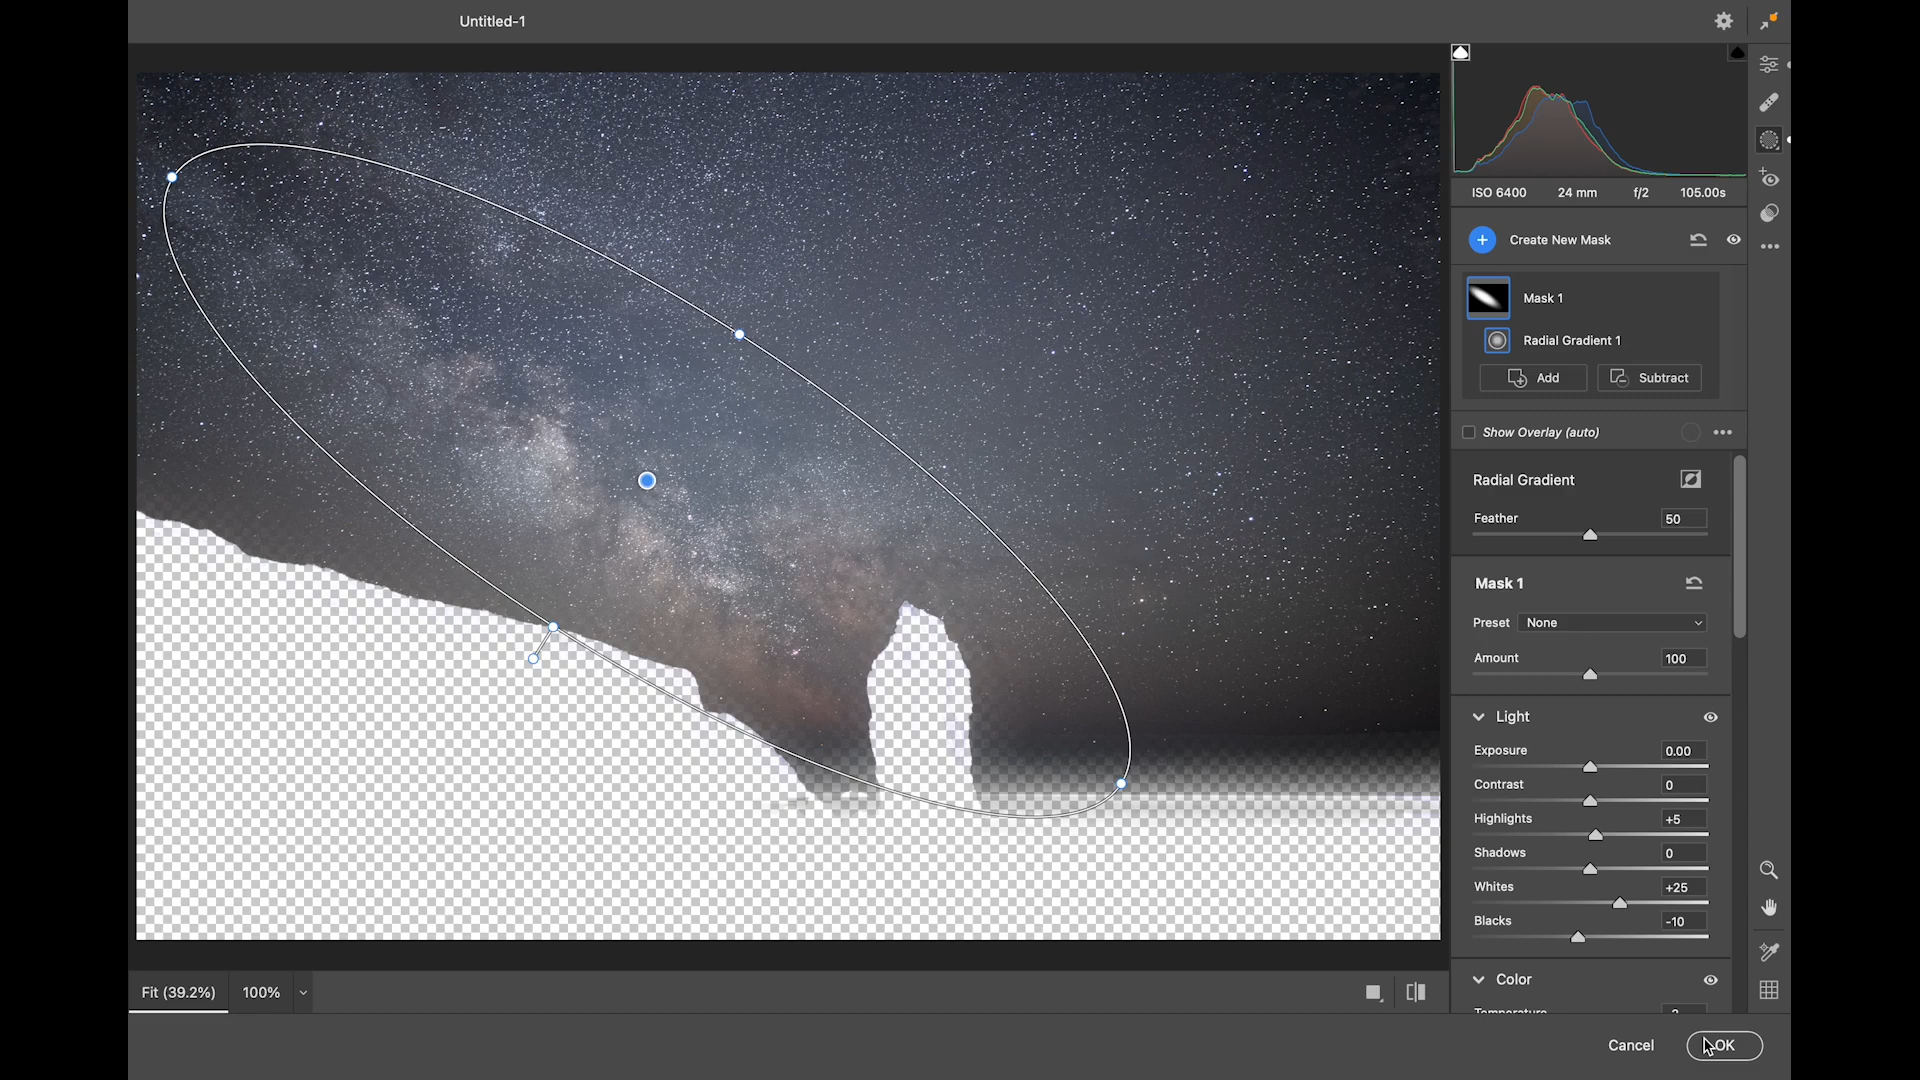 Untitled-1
ISO 6400 24 mm f/2 105.00s
Create New Mask
Mask 1
Radial Gradient 1
Add Subtract
Show Overlay (auto)
Radial Gradient
Feather 50
Mask 1
Preset None
Amount 100
Light
Exposure 0.00
Contrast 0
Highlights +5
Shadows 0
Whites +25
Blacks -10
Color
Temperature
Fit (39.2%) 100%
Cancel OK